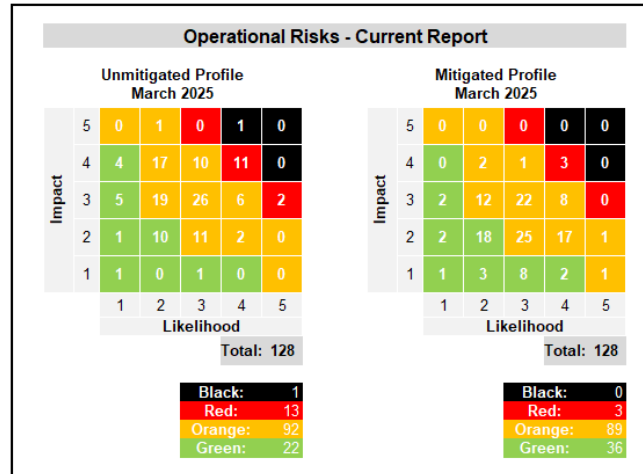 Operational Risks - Current Report
Unmitigated Profile
March 2025
Impact
5 0 1 0 1 0
4 4 17 10 11 0
3 5 19 26 6 2
2 1 10 11 2 0
1 1 0 1 0 0
1 2 3 4 5
Likelihood
Total: 128
Black: 1
Red: 13
Orange: 92
Green: 22
Mitigated Profile
March 2025
Impact
5 0 0 0 0 0
4 0 2 1 3 0
3 2 12 22 8 0
2 2 18 25 17 1
1 1 3 8 2 1
1 2 3 4 5
Likelihood
Total: 128
Black: 0
Red: 3
Orange: 89
Green: 36